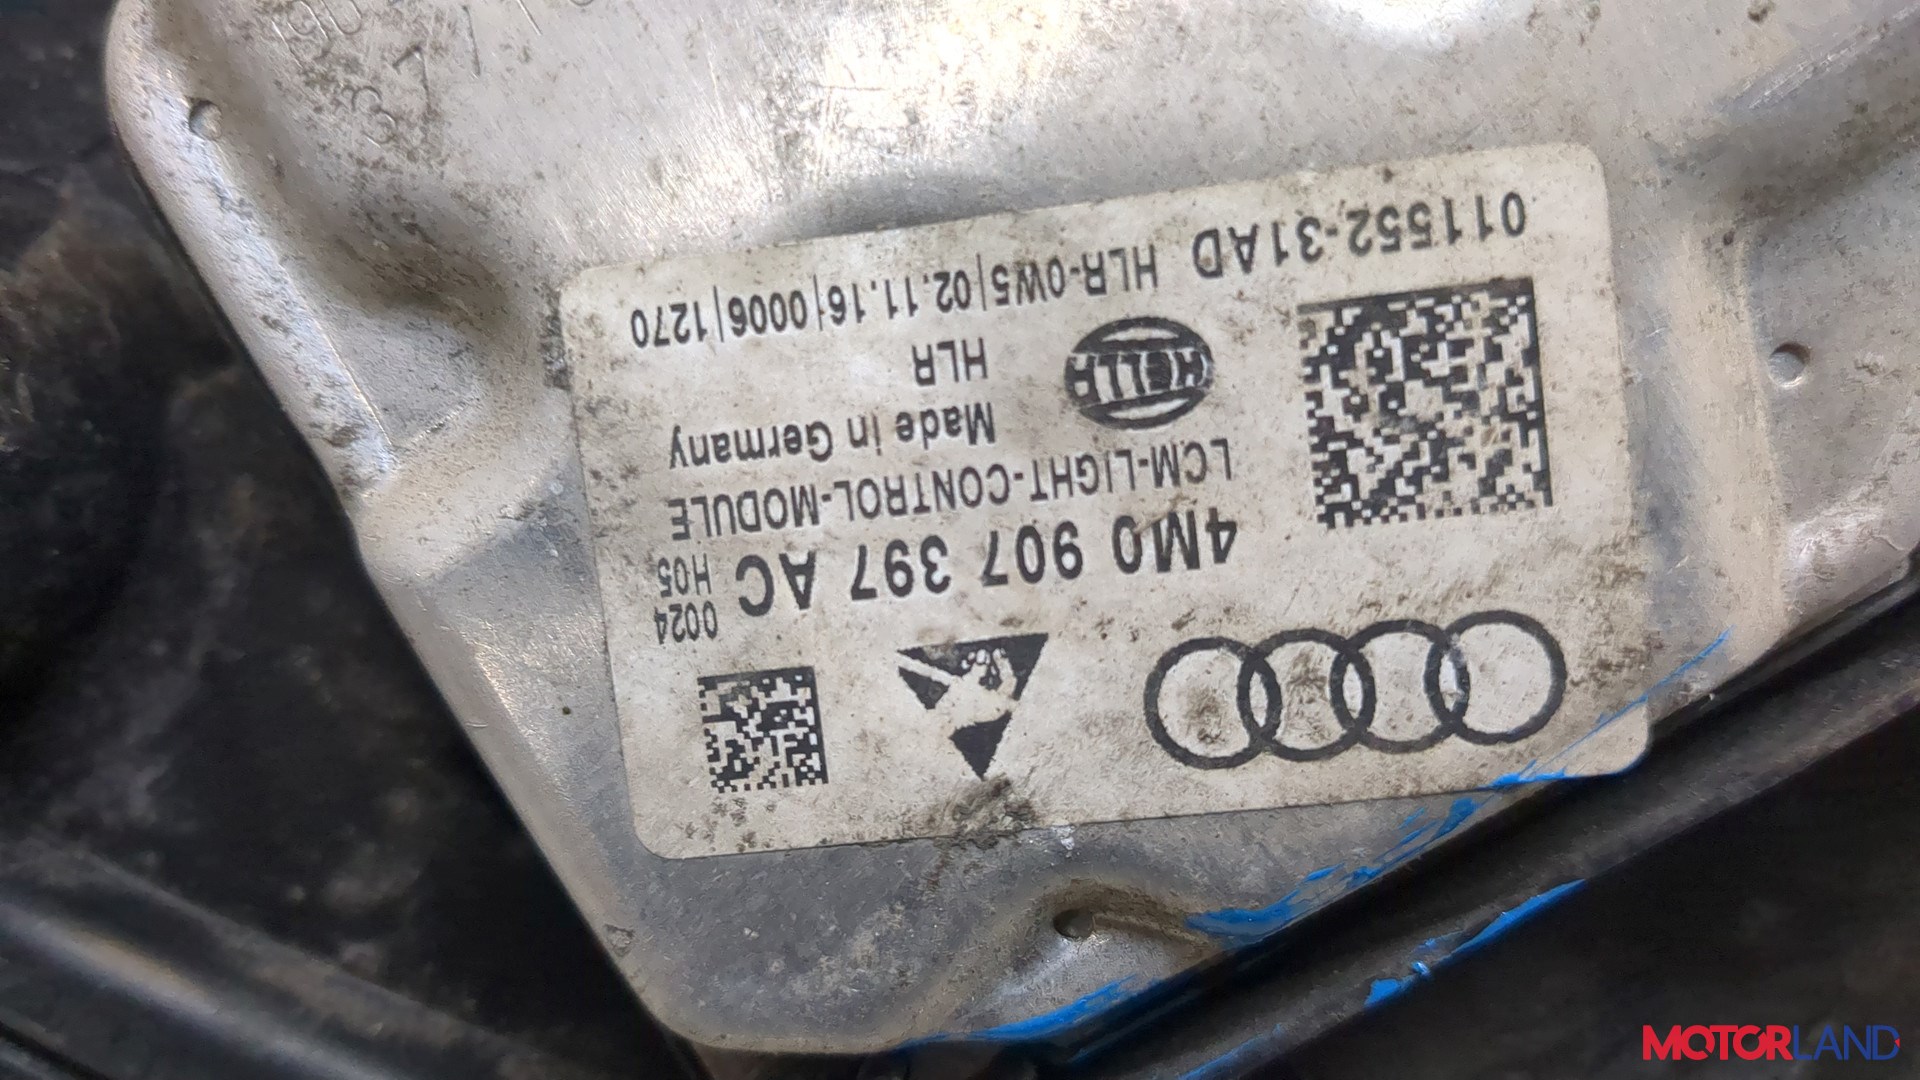 4M0 907 397 AC
0024
H05
LCM-LIGHT-CONTROL-MODULE
HELLA
Made in Germany
HLR
HLR-0W5|02.11.16|0006|1270
011552-31AD
MOTORLAND